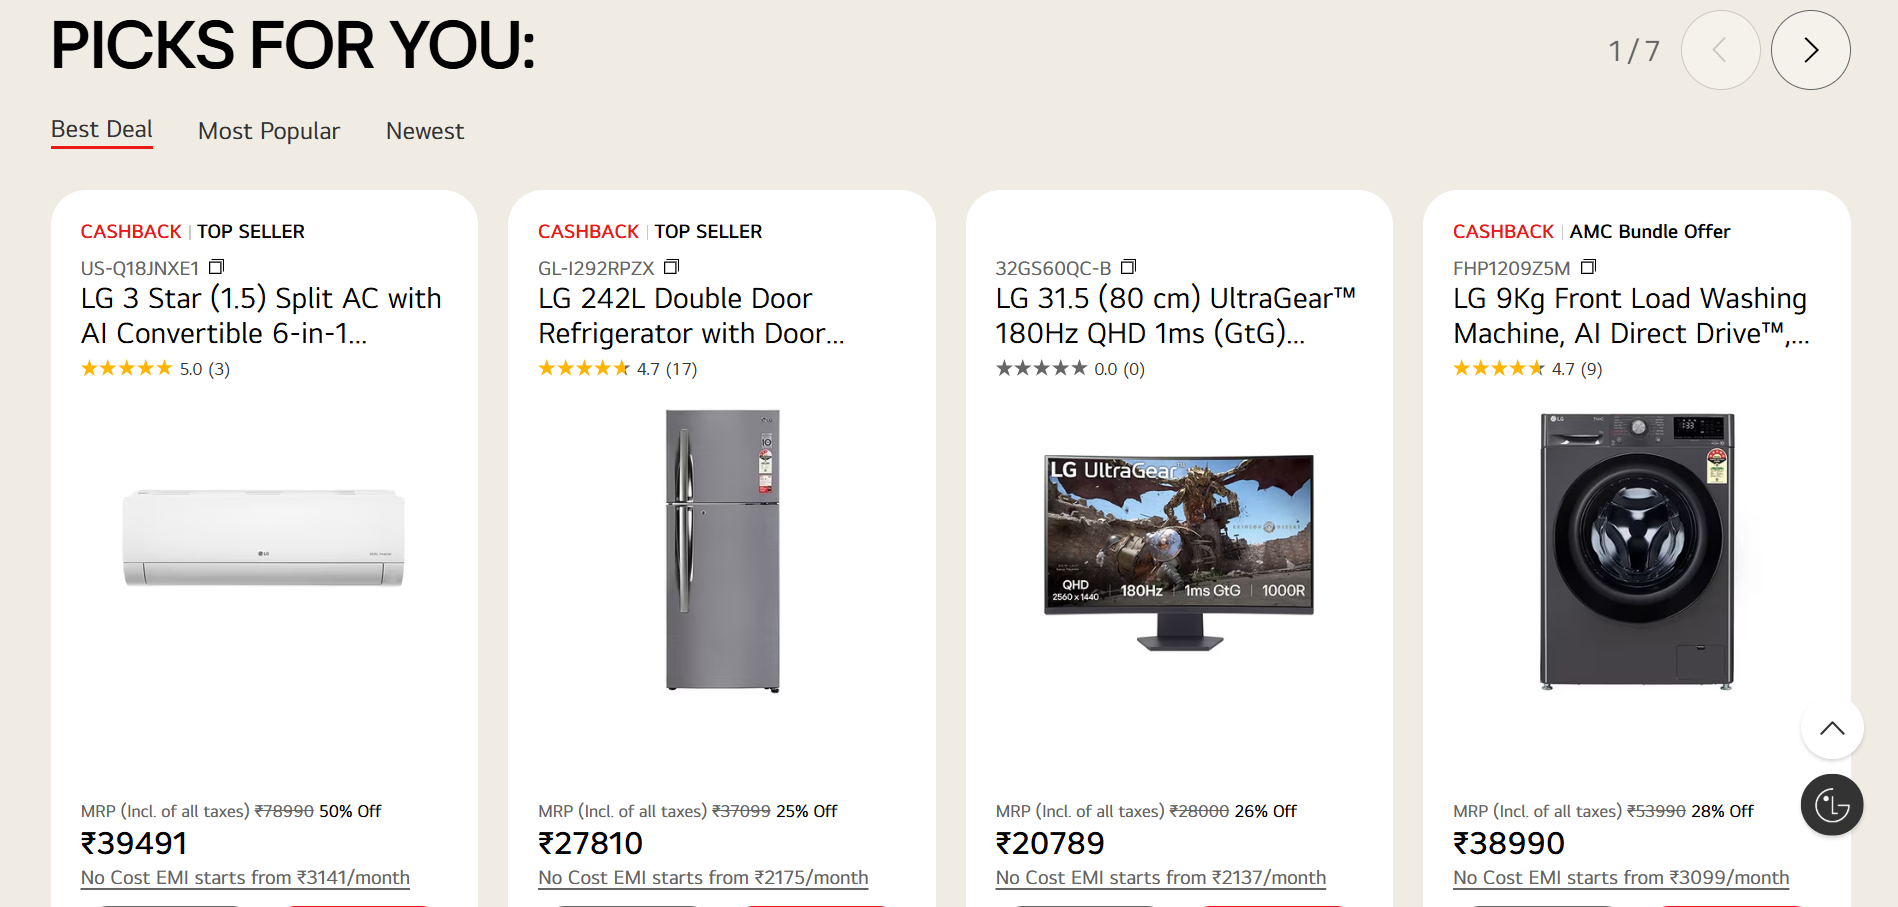 PICKS FOR YOU:
1 / 7
Best Deal
Most Popular
Newest
CASHBACK | TOP SELLER
US-Q18JNXE1
LG 3 Star (1.5) Split AC with
AI Convertible 6-in-1...
5.0 (3)
LG
MRP (Incl. of all taxes) ₹78990 50% Off
₹39491
No Cost EMI starts from ₹3141/month
CASHBACK | TOP SELLER
GL-I292RPZX
LG 242L Double Door
Refrigerator with Door...
4.7 (17)
LG
MRP (Incl. of all taxes) ₹37099 25% Off
₹27810
No Cost EMI starts from ₹2175/month
32GS60QC-B
LG 31.5 (80 cm) UltraGear™
180Hz QHD 1ms (GtG)...
0.0 (0)
LG UltraGear™
QHD
2560 x 1440
180Hz
1ms GtG
1000R
MRP (Incl. of all taxes) ₹28000 26% Off
₹20789
No Cost EMI starts from ₹2137/month
CASHBACK | AMC Bundle Offer
FHP1209Z5M
LG 9Kg Front Load Washing
Machine, AI Direct Drive™,...
4.7 (9)
LG
MRP (Incl. of all taxes) ₹53990 28% Off
₹38990
No Cost EMI starts from ₹3099/month